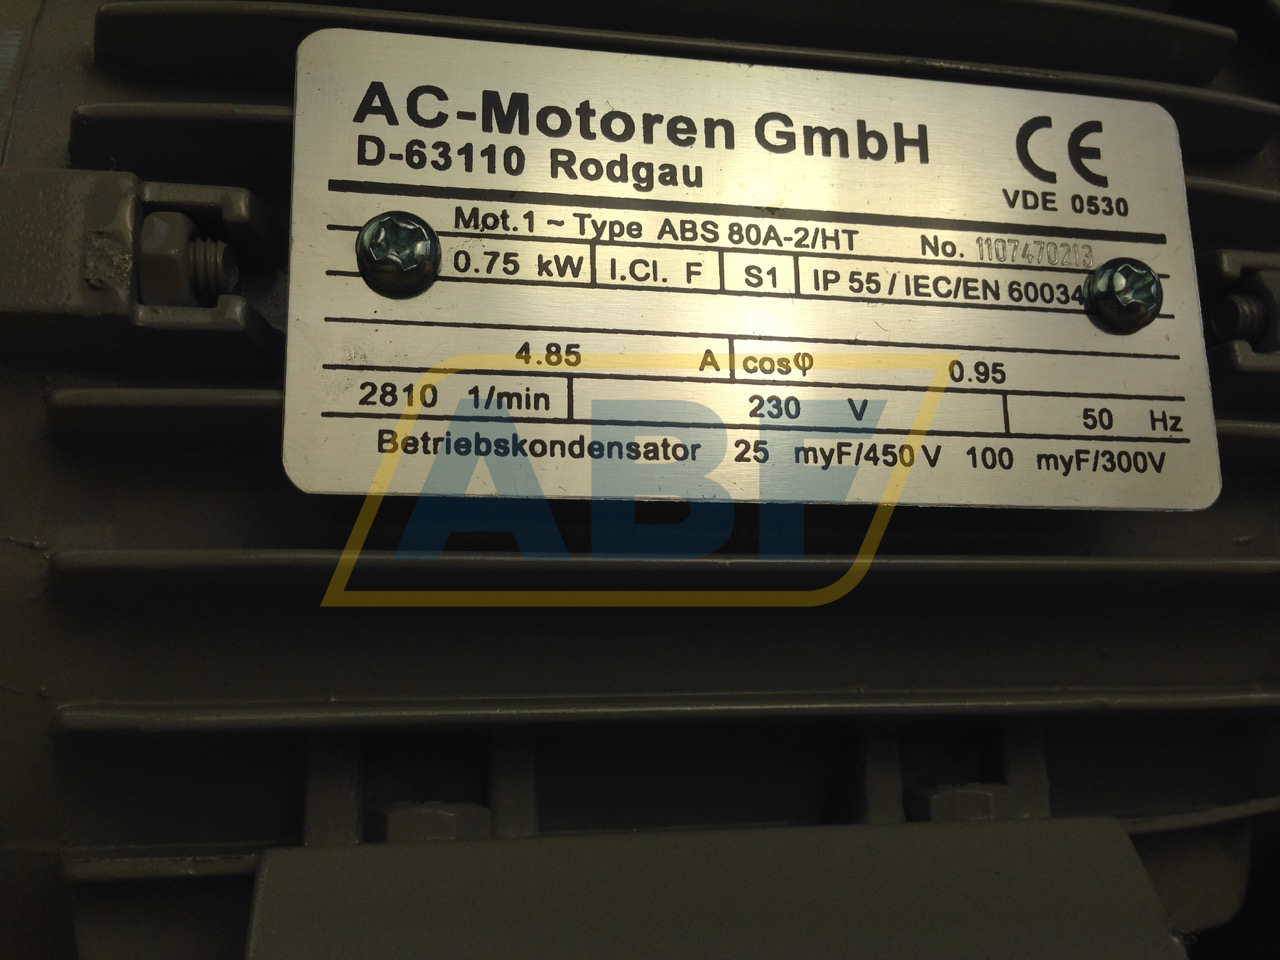 AC-Motoren GmbH
CE
D-63110 Rodgau
VDE 0530
Mot. 1 ~ Type ABS 80A-2/HT No. 1107470213
0.75 kW I.Cl. F S1 IP 55 / IEC/EN 60034
4.85 A cosφ 0.95
2810 1/min 230 V 50 Hz
Betriebskondensator 25 myF/450 V 100 myF/300V
ABF